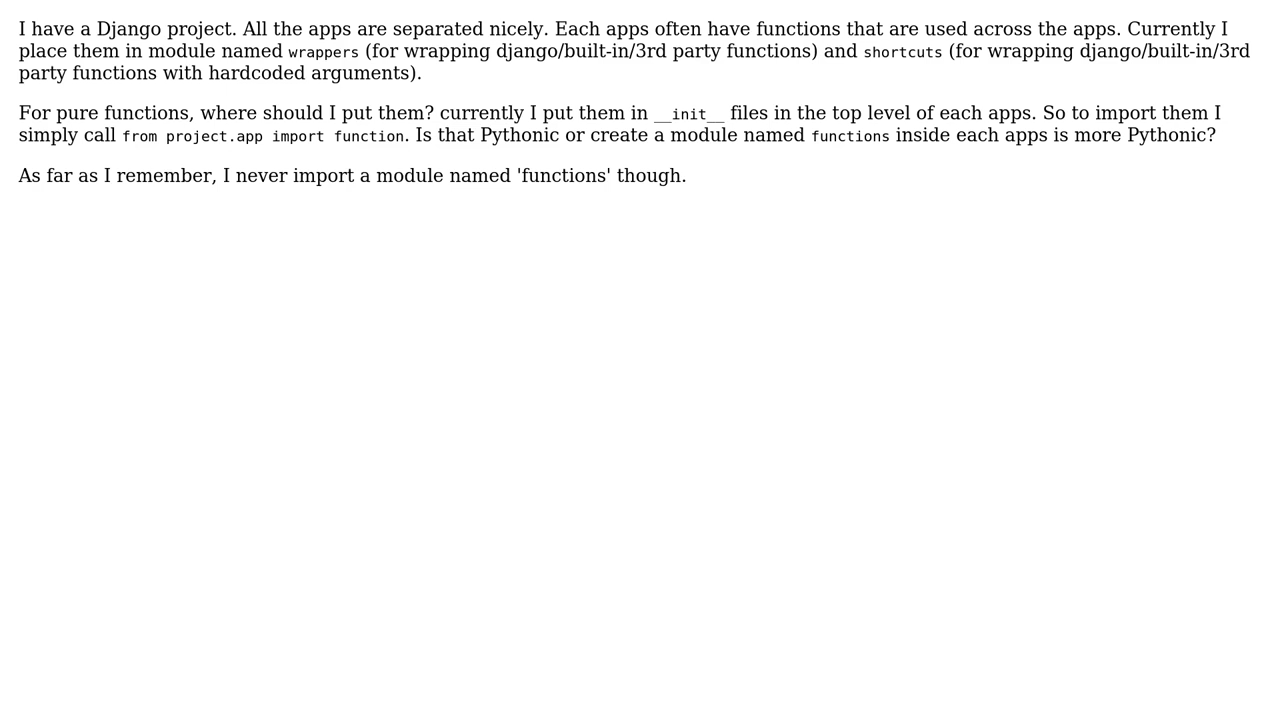 I have a Django project. All the apps are separated nicely. Each apps often have functions that are used across the apps. Currently I
place them in module named wrappers (for wrapping django/built-in/3rd party functions) and shortcuts (for wrapping django/built-in/3rd
party functions with hardcoded arguments).
For pure functions, where should I put them? currently I put them in __init__ files in the top level of each apps. So to import them I
simply call from project.app import function. Is that Pythonic or create a module named functions inside each apps is more Pythonic?
As far as I remember, I never import a module named 'functions' though.